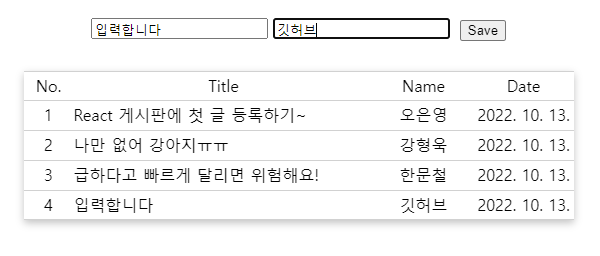 입력합니다 깃허브 Save
No. Title Name Date
1 React 게시판에 첫 글 등록하기~ 오은영 2022. 10. 13.
2 나만 없어 강아지ㅠㅠ 강형욱 2022. 10. 13.
3 급하다고 빠르게 달리면 위험해요! 한문철 2022. 10. 13.
4 입력합니다 깃허브 2022. 10. 13.